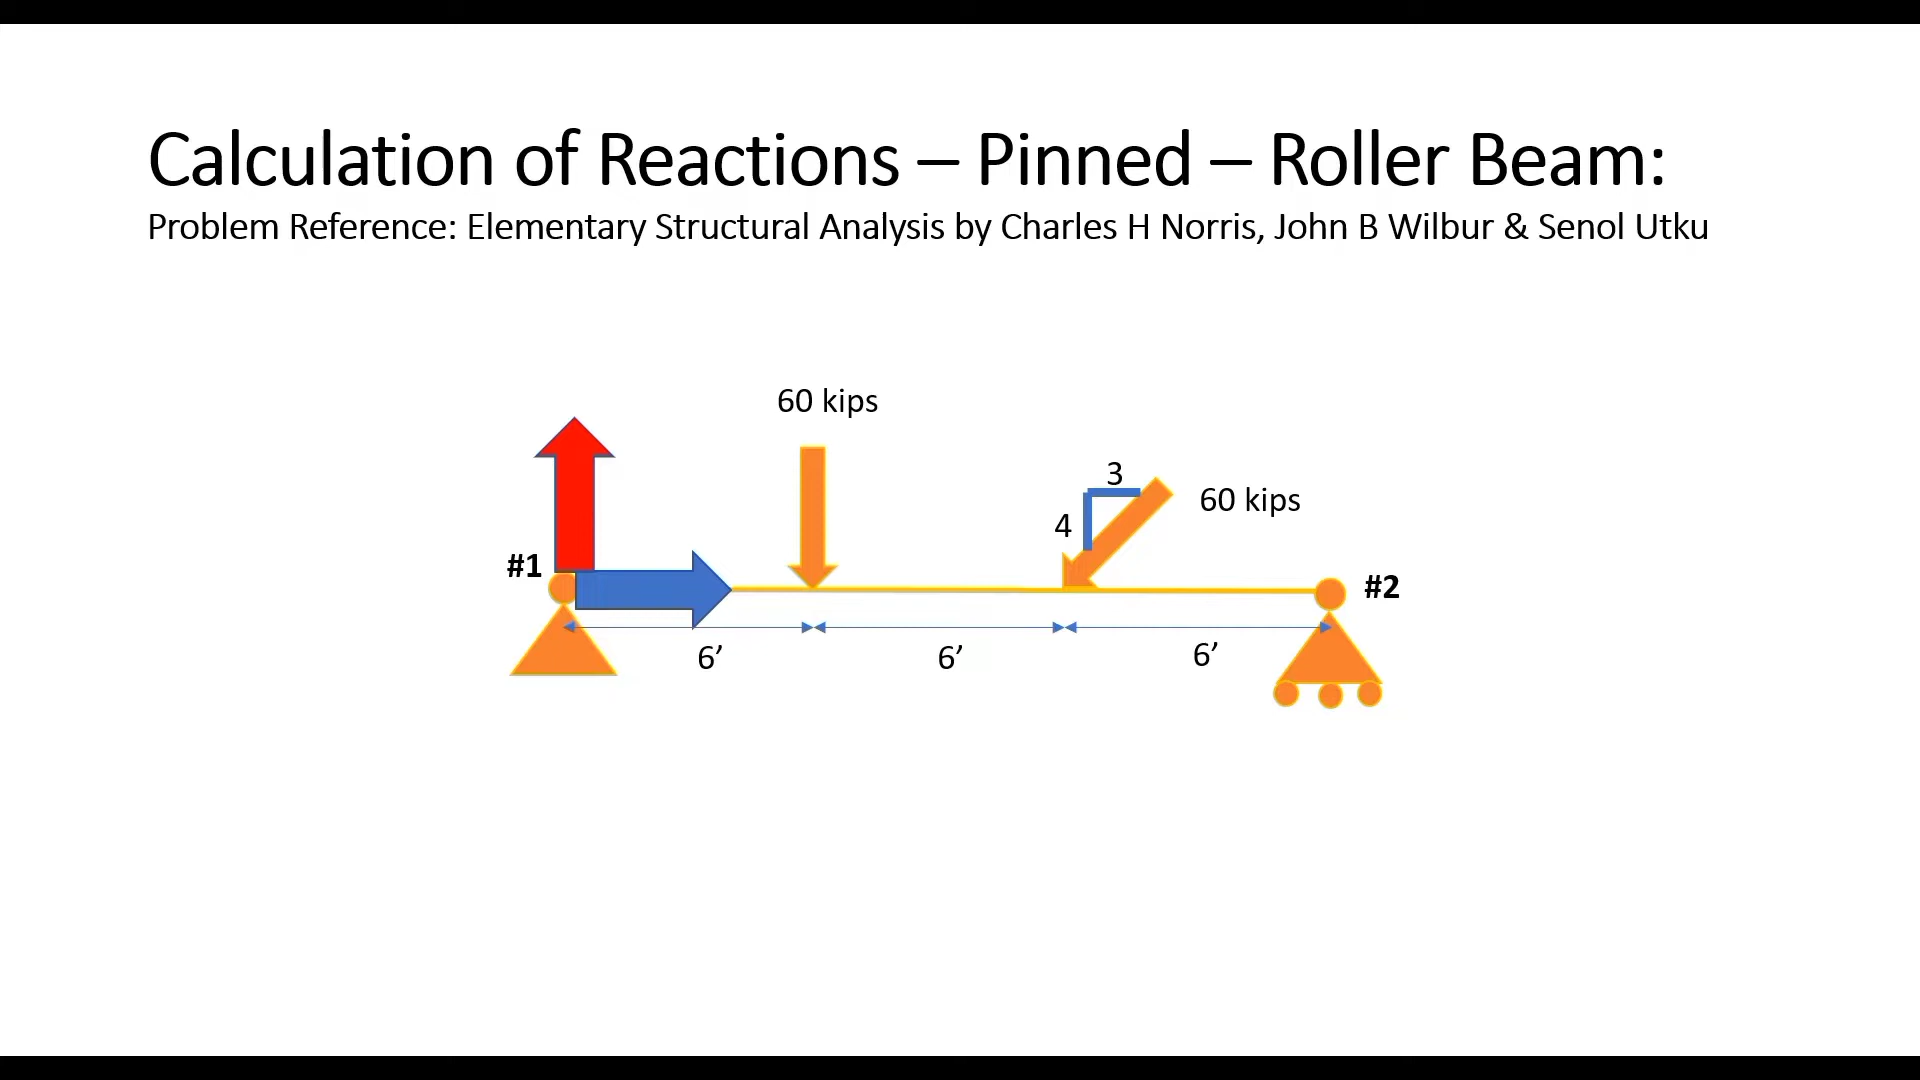 Calculation of Reactions – Pinned – Roller Beam:
Problem Reference: Elementary Structural Analysis by Charles H Norris, John B Wilbur & Senol Utku
60 kips
3
60 kips
4
#1
#2
6’
6’
6’